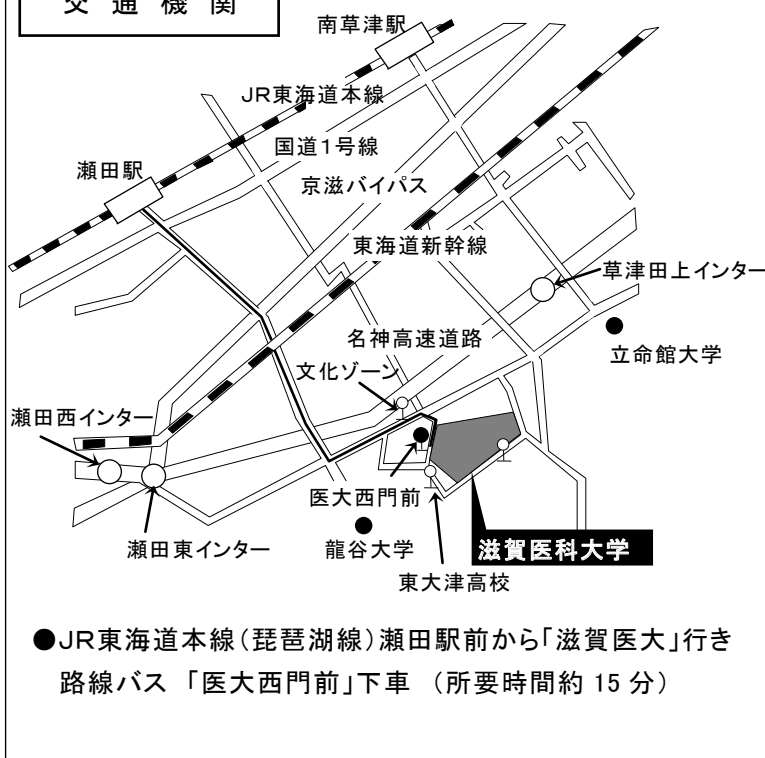 交通機関
南草津駅
JR東海道本線
国道1号線
瀬田駅
京滋バイパス
東海道新幹線
草津田上インター
名神高速道路
立命館大学
文化ゾーン
瀬田西インター
医大西門前
瀬田東インター
龍谷大学
滋賀医科大学
東大津高校
●JR東海道本線(琵琶湖線)瀬田駅前から「滋賀医大」行き
路線バス 「医大西門前」下車 (所要時間約 15 分)